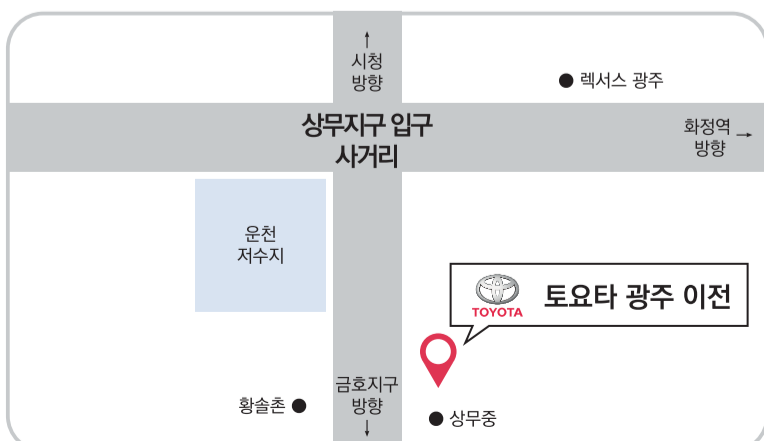 ↑
시청
방향
● 렉서스 광주
상무지구 입구
사거리
화정역 →
방향
운천
저수지
TOYOTA
토요타 광주 이전
금호지구
방향
↓
황솔촌 ●
● 상무중